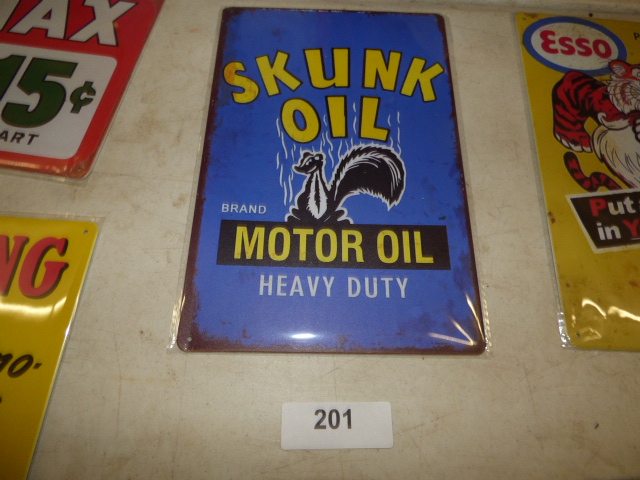 AX
15¢
ART
SKUNK
OIL
BRAND
MOTOR OIL
HEAVY DUTY
Esso
Put
in
NG
201